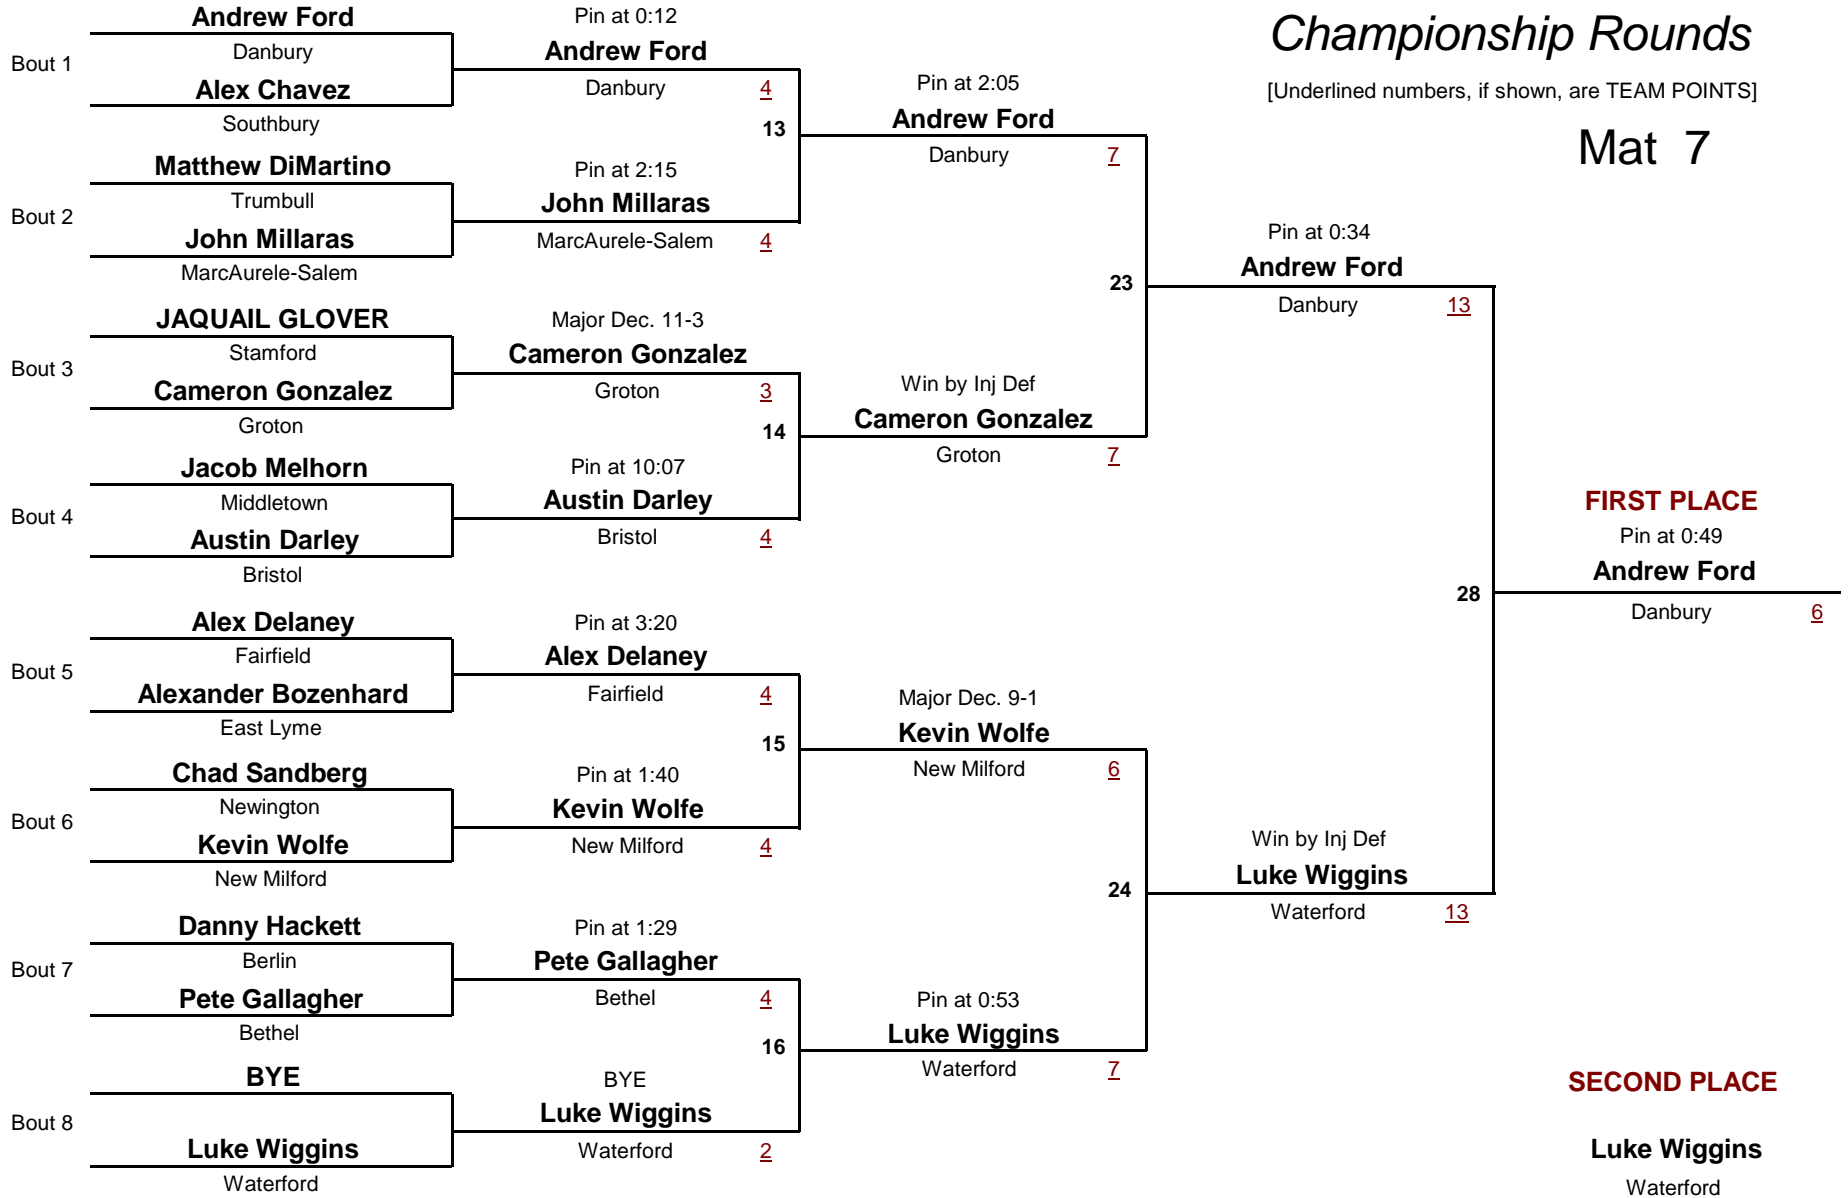 Championship Rounds
[Underlined numbers, if shown, are TEAM POINTS]
Mat 7
Bout 1
Andrew Ford
Danbury
Alex Chavez
Southbury
Bout 2
Matthew DiMartino
Trumbull
John Millaras
MarcAurele-Salem
Bout 3
JAQUAIL GLOVER
Stamford
Cameron Gonzalez
Groton
Bout 4
Jacob Melhorn
Middletown
Austin Darley
Bristol
Bout 5
Alex Delaney
Fairfield
Alexander Bozenhard
East Lyme
Bout 6
Chad Sandberg
Newington
Kevin Wolfe
New Milford
Bout 7
Danny Hackett
Berlin
Pete Gallagher
Bethel
Bout 8
BYE
Luke Wiggins
Waterford
Pin at 0:12
Andrew Ford
Danbury 4
13
Pin at 2:15
John Millaras
MarcAurele-Salem 4
Major Dec. 11-3
Cameron Gonzalez
Groton 3
14
Pin at 10:07
Austin Darley
Bristol 4
Pin at 3:20
Alex Delaney
Fairfield 4
15
Pin at 1:40
Kevin Wolfe
New Milford 4
Pin at 1:29
Pete Gallagher
Bethel 4
16
BYE
Luke Wiggins
Waterford 2
Pin at 2:05
Andrew Ford
Danbury 7
23
Win by Inj Def
Cameron Gonzalez
Groton 7
Major Dec. 9-1
Kevin Wolfe
New Milford 6
24
Pin at 0:53
Luke Wiggins
Waterford 7
Pin at 0:34
Andrew Ford
Danbury 13
28
Win by Inj Def
Luke Wiggins
Waterford 13
FIRST PLACE
Pin at 0:49
Andrew Ford
Danbury 6
SECOND PLACE
Luke Wiggins
Waterford